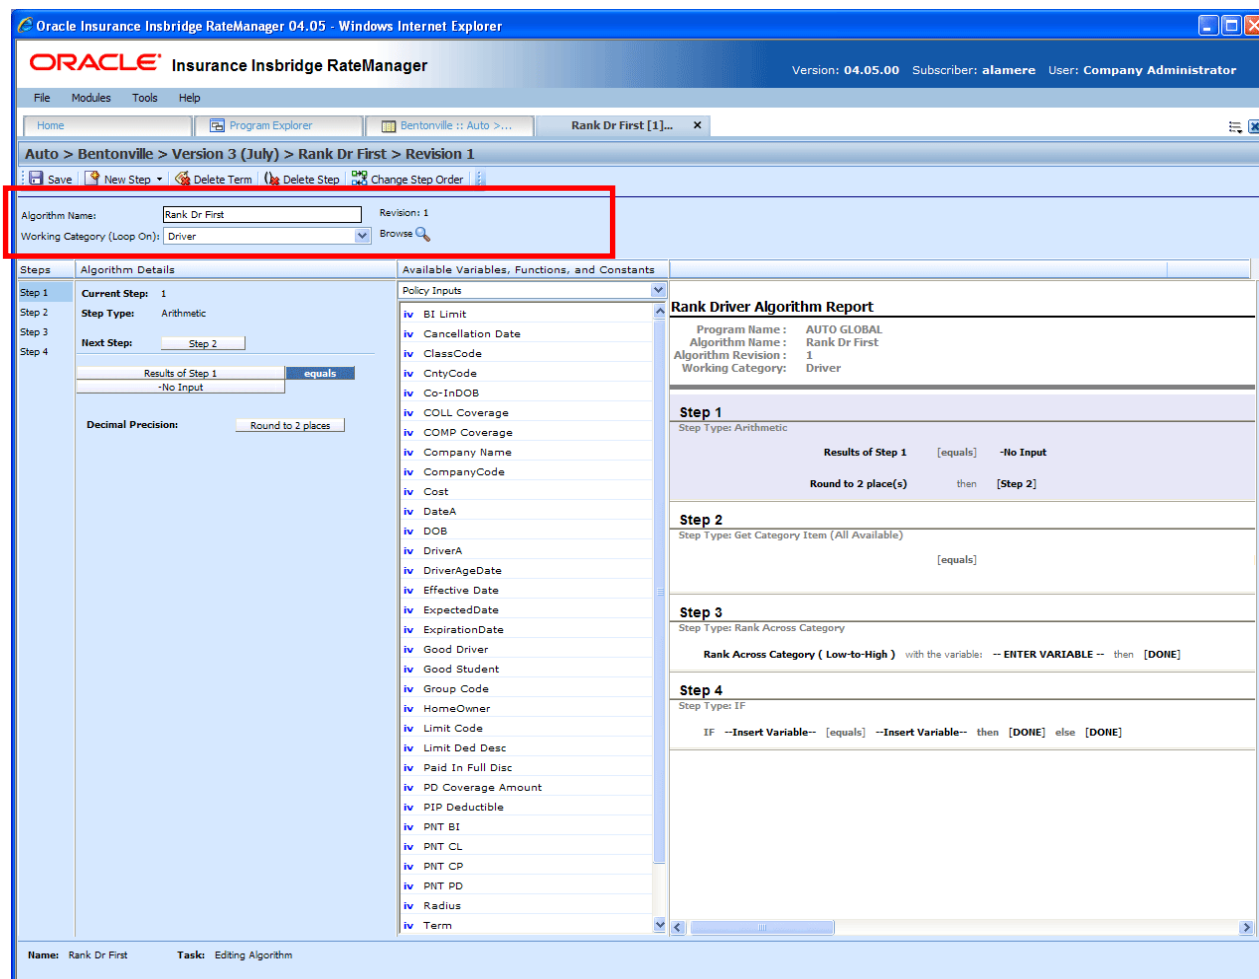 Oracle Insurance Insbridge RateManager 04.05 - Windows Internet Explorer
ORACLE Insurance Insbridge RateManager
Version: 04.05.00 Subscriber: alamere User: Company Administrator
File Modules Tools Help
Home Program Explorer Bentonville :: Auto >... Rank Dr First [1]... X
Auto > Bentonville > Version 3 (July) > Rank Dr First > Revision 1
Save New Step Delete Term Delete Step Change Step Order
Algorithm Name: Rank Dr First Revision: 1
Working Category (Loop On): Driver Browse
Steps Algorithm Details Available Variables, Functions, and Constants
Step 1
Step 2
Step 3
Step 4
Current Step: 1
Step Type: Arithmetic
Next Step: Step 2
Results of Step 1 equals
-No Input
Decimal Precision: Round to 2 places
Policy Inputs
iv BI Limit
iv Cancellation Date
iv ClassCode
iv CntyCode
iv Co-InDOB
iv COLL Coverage
iv COMP Coverage
iv Company Name
iv CompanyCode
iv Cost
iv DateA
iv DOB
iv DriverA
iv DriverAgeDate
iv Effective Date
iv ExpectedDate
iv ExpirationDate
iv Good Driver
iv Good Student
iv Group Code
iv HomeOwner
iv Limit Code
iv Limit Ded Desc
iv Paid In Full Disc
iv PD Coverage Amount
iv PIP Deductible
iv PNT BI
iv PNT CL
iv PNT CP
iv PNT PD
iv Radius
iv Term
Rank Driver Algorithm Report
Program Name : AUTO GLOBAL
Algorithm Name : Rank Dr First
Algorithm Revision : 1
Working Category: Driver
Step 1
Step Type: Arithmetic
Results of Step 1 [equals] -No Input
Round to 2 place(s) then [Step 2]
Step 2
Step Type: Get Category Item (All Available)
[equals]
Step 3
Step Type: Rank Across Category
Rank Across Category ( Low-to-High ) with the variable: -- ENTER VARIABLE -- then [DONE]
Step 4
Step Type: IF
IF --Insert Variable-- [equals] --Insert Variable-- then [DONE] else [DONE]
Name: Rank Dr First Task: Editing Algorithm